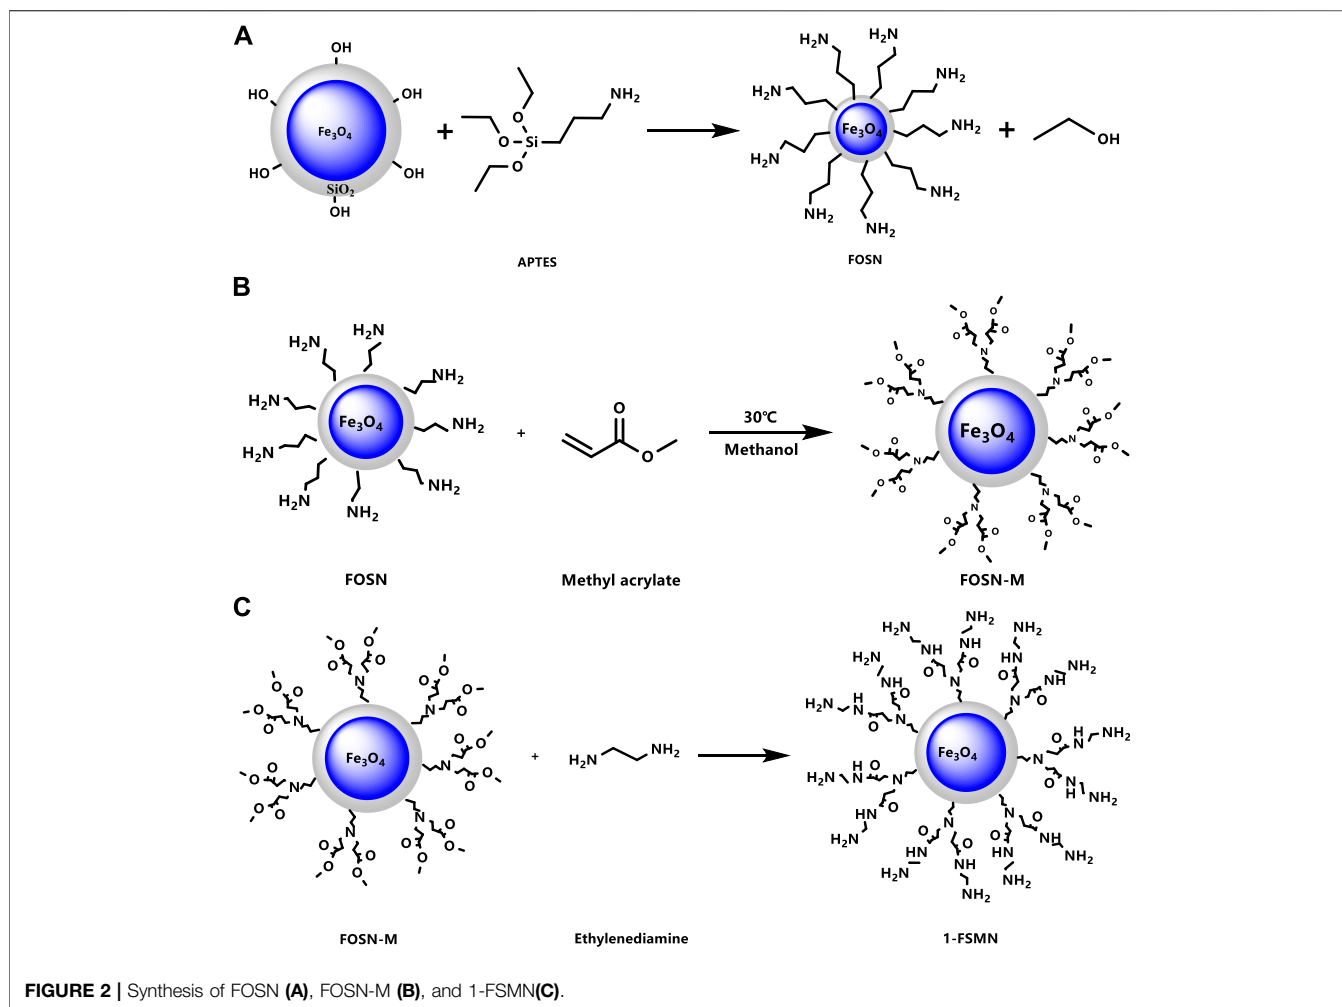 A
OH
HO
OH
Fe3O4
HO
OH
SiO2
OH
+
O
O
Si
O
NH2
APTES
H2N
H2N
NH2
H2N
Fe3O4
NH2
H2N
NH2
NH2
NH2
FOSN
+
OH
B
H2N
H2N
NH2
H2N
Fe3O4
NH2
H2N
NH2
H2N
NH2
FOSN
+
O
O
Methyl acrylate
30℃
Methanol
Fe3O4
N
N
N
N
N
N
N
O
O
O
O
FOSN-M
C
Fe3O4
N
N
N
N
N
N
N
O
O
O
O
FOSN-M
+
H2N
NH2
Ethylenediamine
H2N
NH
NH2
NH
NH2
HN
H2N
NH
NH
NH2
H2N
H
N
H
N
NH2
Fe3O4
H2N
N
H
N
H
NH2
HN
H2N
NH
NH2
HN
H2N
NH
NH2
HN
NH2
1-FSMN
FIGURE 2 | Synthesis of FOSN (A), FOSN-M (B), and 1-FSMN(C).